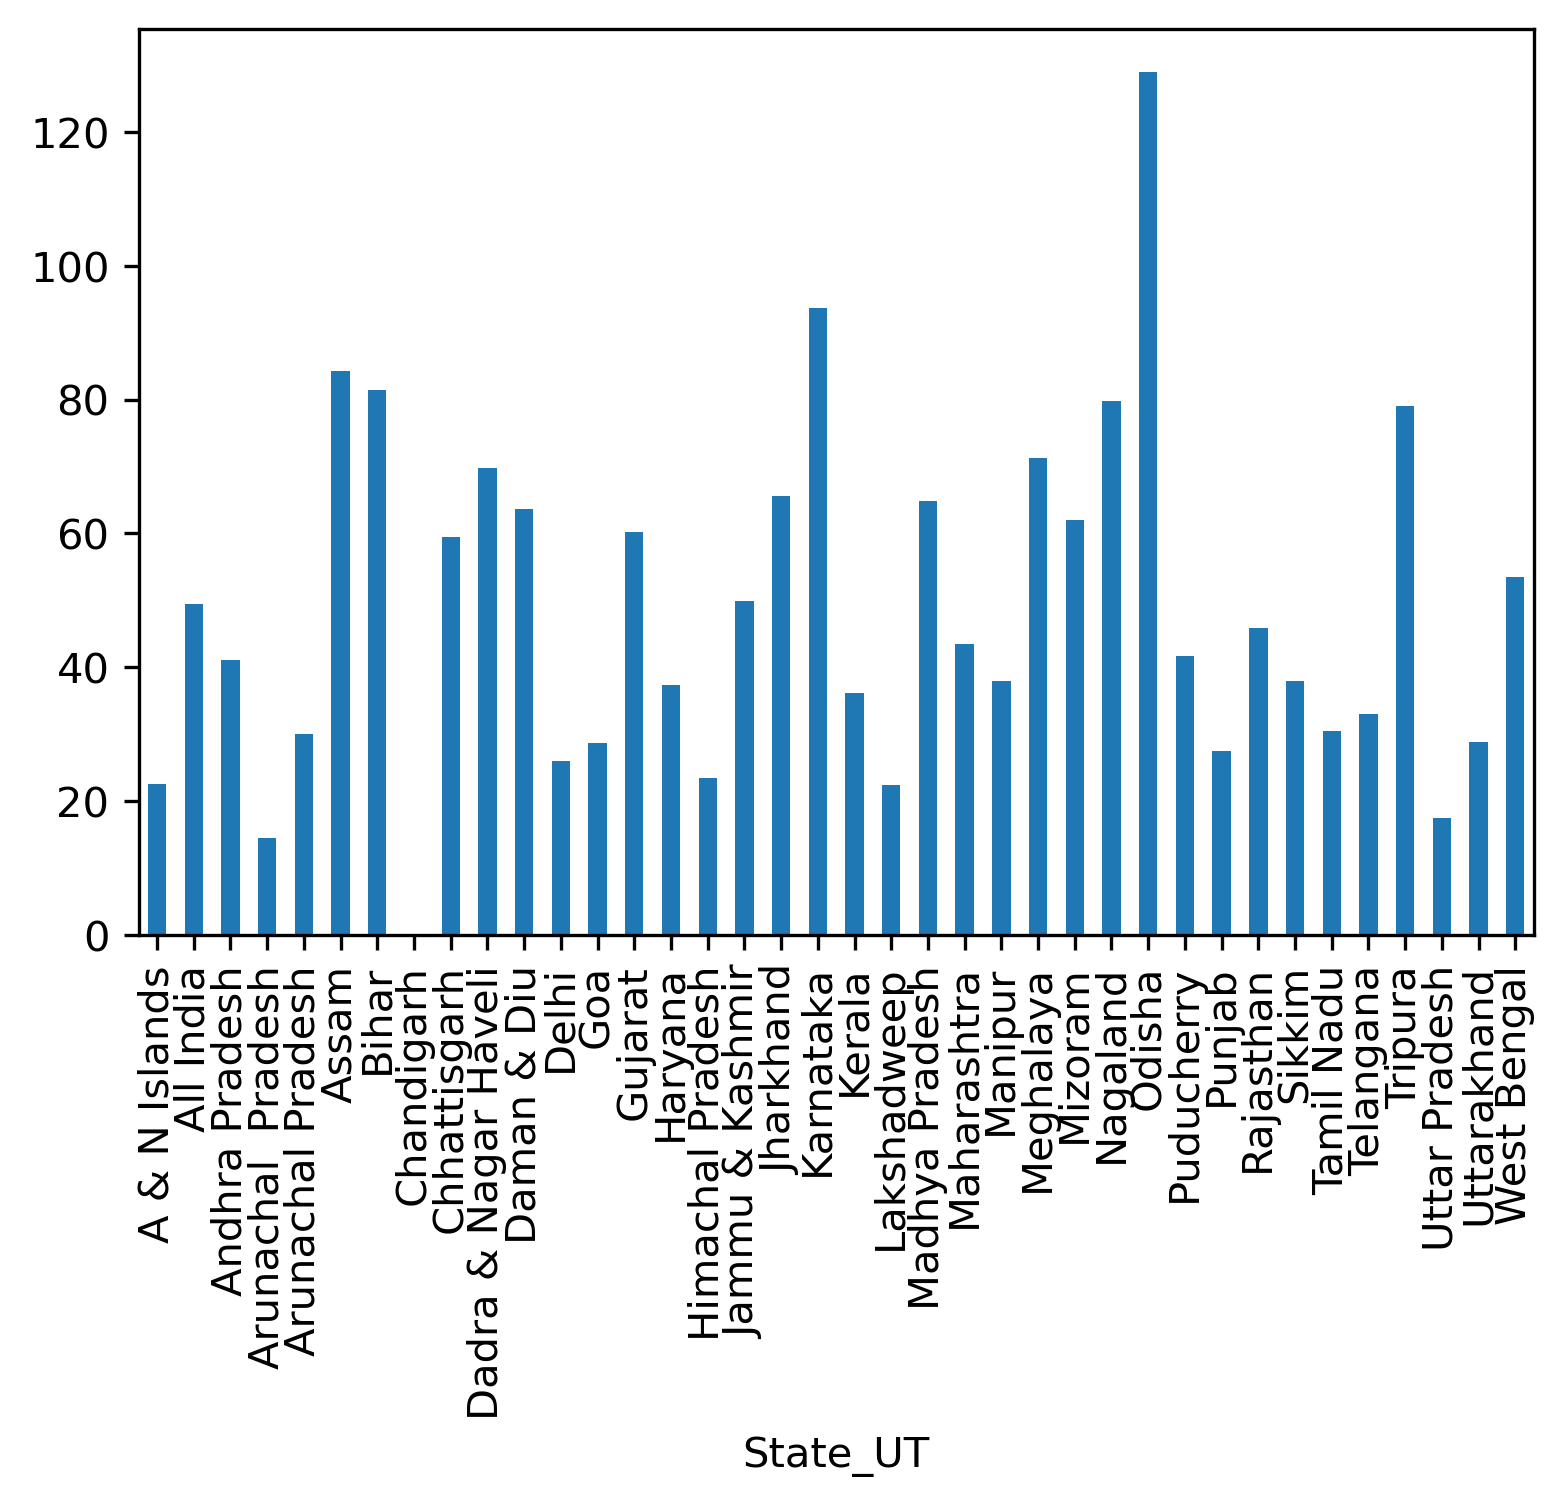 120
100
80
60
40
20
0
A & N Islands
All India
Andhra Pradesh
Arunachal  Pradesh
Arunachal Pradesh
Assam
Bihar
Chandigarh
Chhattisgarh
Dadra & Nagar Haveli
Daman & Diu
Delhi
Goa
Gujarat
Haryana
Himachal Pradesh
Jammu & Kashmir
Jharkhand
Karnataka
Kerala
Lakshadweep
Madhya Pradesh
Maharashtra
Manipur
Meghalaya
Mizoram
Nagaland
Odisha
Puducherry
Punjab
Rajasthan
Sikkim
Tamil Nadu
Telangana
Tripura
Uttar Pradesh
Uttarakhand
West Bengal
State_UT